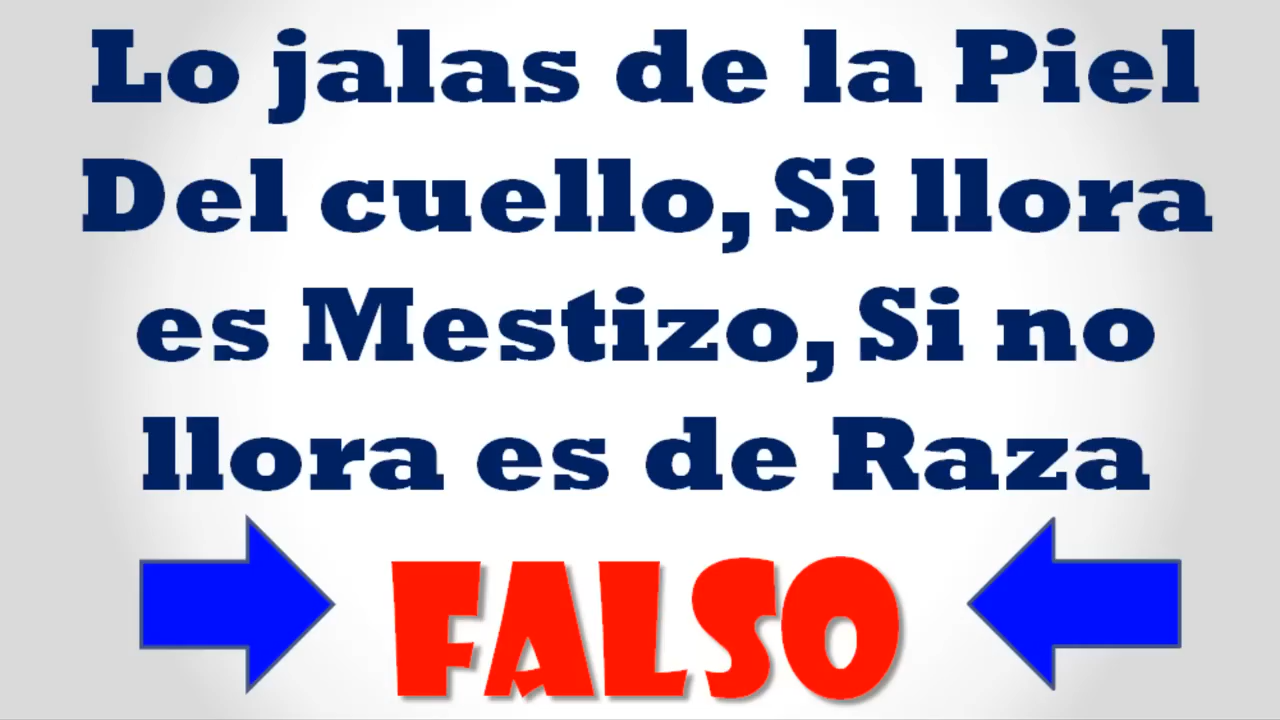 Lo jalas de la Piel
Del cuello, Si llora
es Mestizo, Si no
llora es de Raza
FALSO